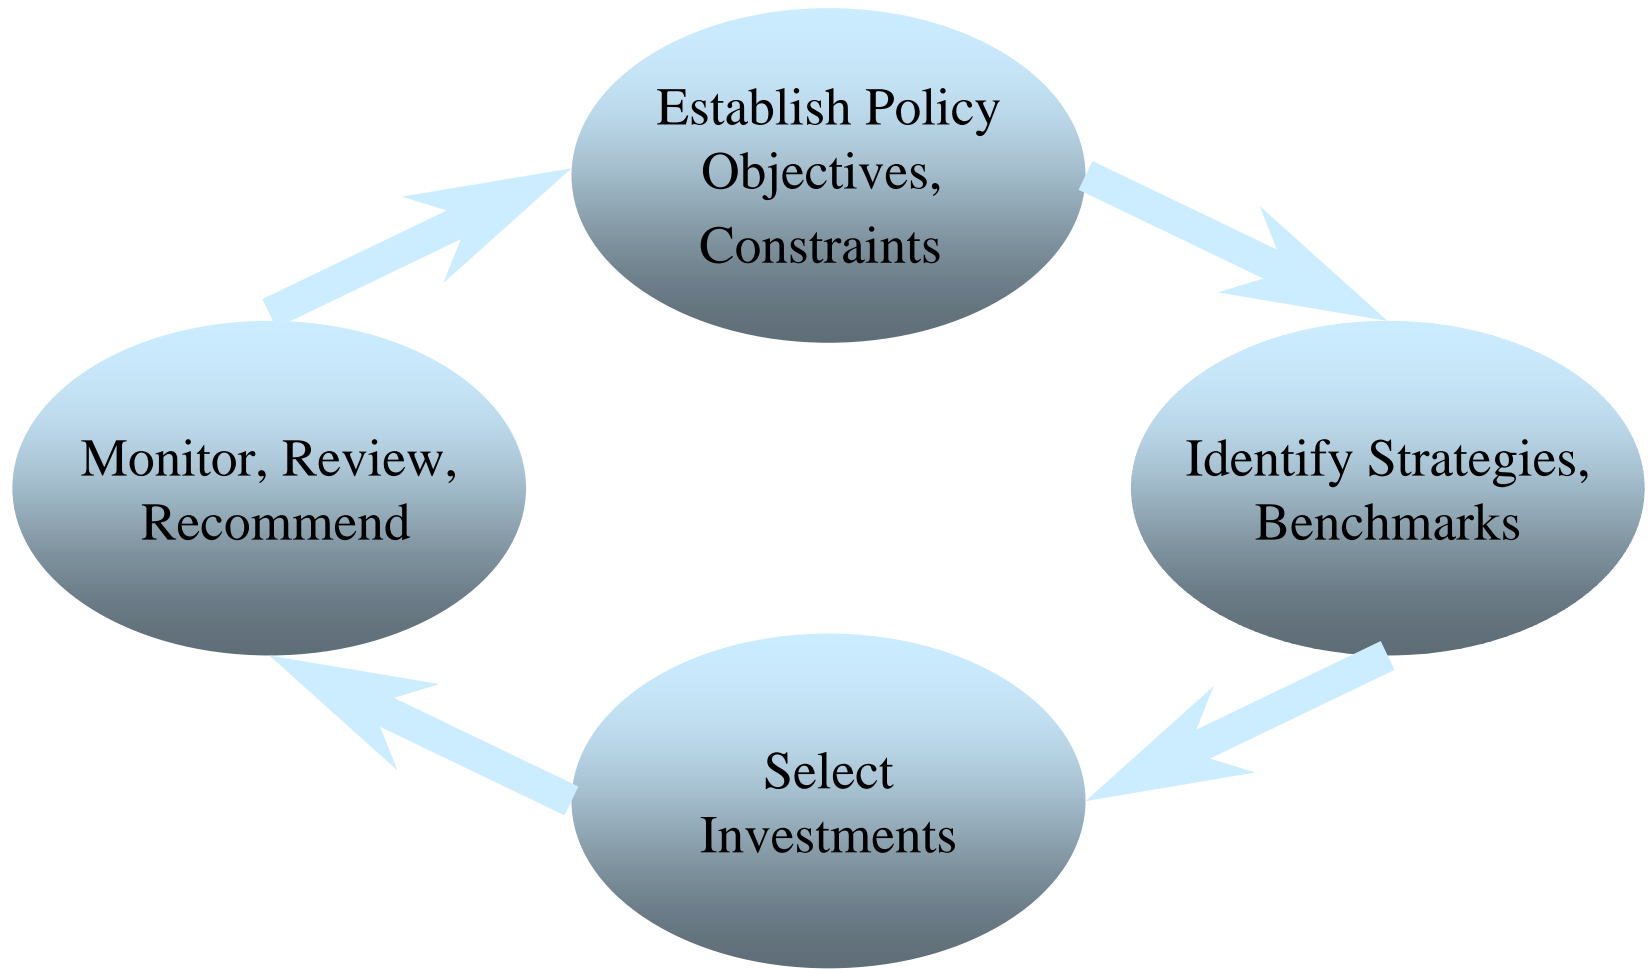 Establish Policy
Objectives,
Constraints
Identify Strategies,
Benchmarks
Select
Investments
Monitor, Review,
Recommend